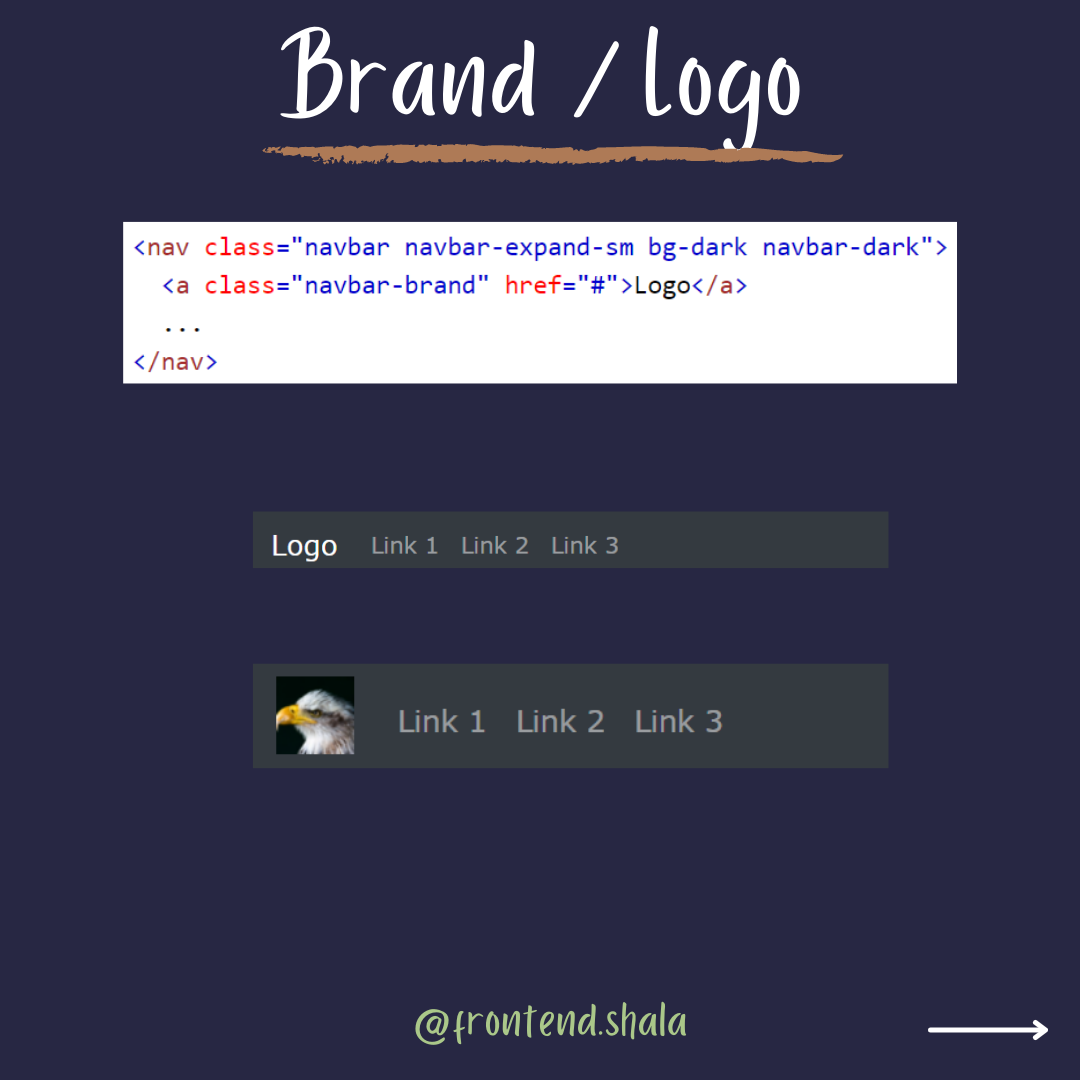 Brand / logo
<nav class="navbar navbar-expand-sm bg-dark navbar-dark">
  <a class="navbar-brand" href="#">Logo</a>
  ...
</nav>
Logo Link 1 Link 2 Link 3
Link 1 Link 2 Link 3
@frontend.shala